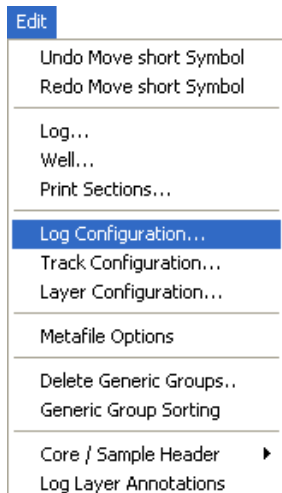 Edit
Undo Move short Symbol
Redo Move short Symbol
Log...
Well...
Print Sections...
Log Configuration...
Track Configuration...
Layer Configuration...
Metafile Options
Delete Generic Groups..
Generic Group Sorting
Core / Sample Header
Log Layer Annotations